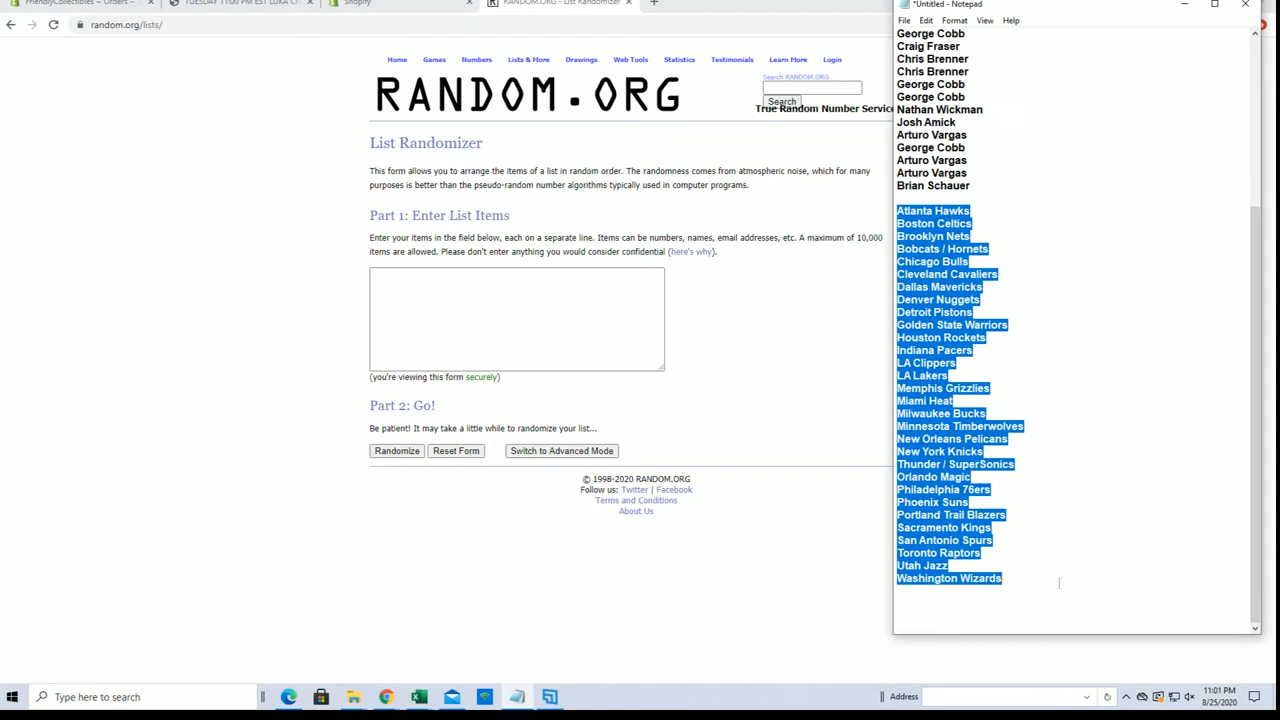 FriendlyCollectibles – Orders –
TUESDAY 11:00 PM EST LUKA C
Shopify
RANDOM.ORG - List Randomizer
random.org/lists/
Home Games Numbers Lists & More Drawings Web Tools Statistics Testimonials Learn More Login
RANDOM.ORG
Search RANDOM.ORG
Search
True Random Number Service
List Randomizer
This form allows you to arrange the items of a list in random order. The randomness comes from atmospheric noise, which for many
purposes is better than the pseudo-random number algorithms typically used in computer programs.
Part 1: Enter List Items
Enter your items in the field below, each on a separate line. Items can be numbers, names, email addresses, etc. A maximum of 10,000
items are allowed. Please don't enter anything you would consider confidential (here's why).
(you're viewing this form securely)
Part 2: Go!
Be patient! It may take a little while to randomize your list...
Randomize Reset Form Switch to Advanced Mode
© 1998-2020 RANDOM.ORG
Follow us: Twitter | Facebook
Terms and Conditions
About Us
*Untitled - Notepad
File Edit Format View Help
George Cobb
Craig Fraser
Chris Brenner
Chris Brenner
George Cobb
George Cobb
Nathan Wickman
Josh Amick
Arturo Vargas
George Cobb
Arturo Vargas
Arturo Vargas
Brian Schauer
Atlanta Hawks
Boston Celtics
Brooklyn Nets
Bobcats / Hornets
Chicago Bulls
Cleveland Cavaliers
Dallas Mavericks
Denver Nuggets
Detroit Pistons
Golden State Warriors
Houston Rockets
Indiana Pacers
LA Clippers
LA Lakers
Memphis Grizzlies
Miami Heat
Milwaukee Bucks
Minnesota Timberwolves
New Orleans Pelicans
New York Knicks
Thunder / SuperSonics
Orlando Magic
Philadelphia 76ers
Phoenix Suns
Portland Trail Blazers
Sacramento Kings
San Antonio Spurs
Toronto Raptors
Utah Jazz
Washington Wizards
Type here to search
Address
11:01 PM
8/25/2020